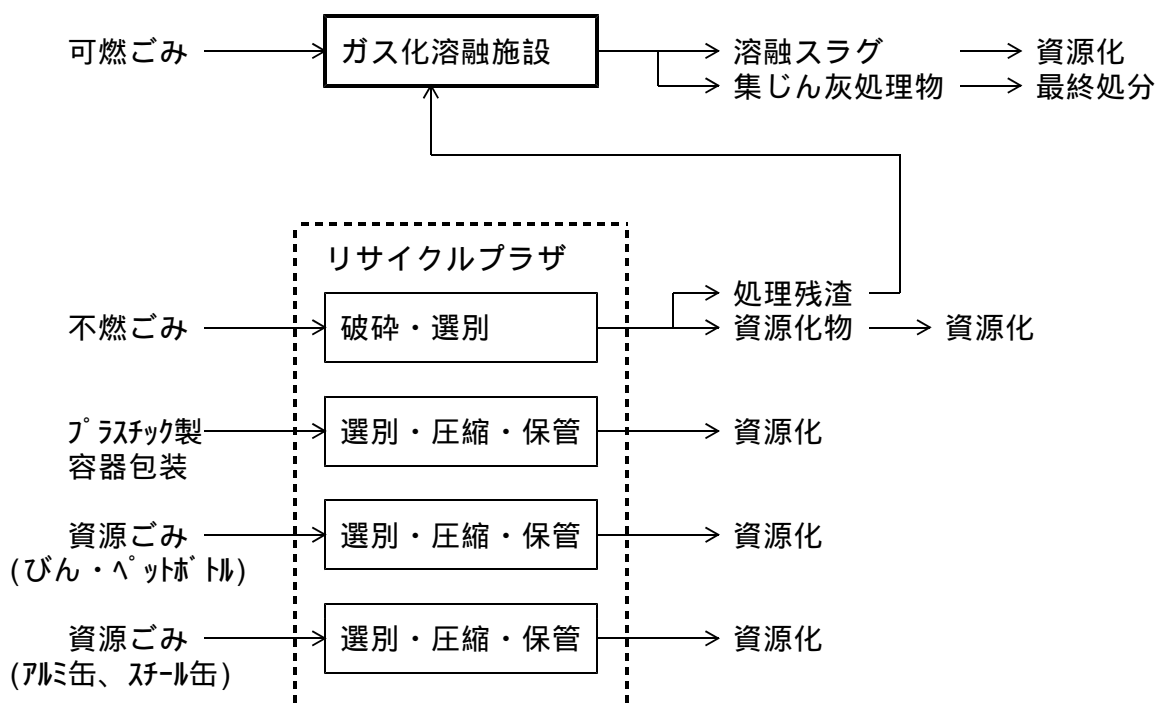 可燃ごみ
ガス化溶融施設
溶融スラグ
資源化
集じん灰処理物
最終処分
リサイクルプラザ
処理残渣
不燃ごみ
破砕・選別
資源化物
資源化
ﾌﾟﾗｽﾁｯｸ製
容器包装
選別・圧縮・保管
資源化
資源ごみ
(びん・ﾍﾟｯﾄﾎﾞﾄﾙ)
選別・圧縮・保管
資源化
資源ごみ
(ｱﾙﾐ缶、ｽﾁｰﾙ缶)
選別・圧縮・保管
資源化